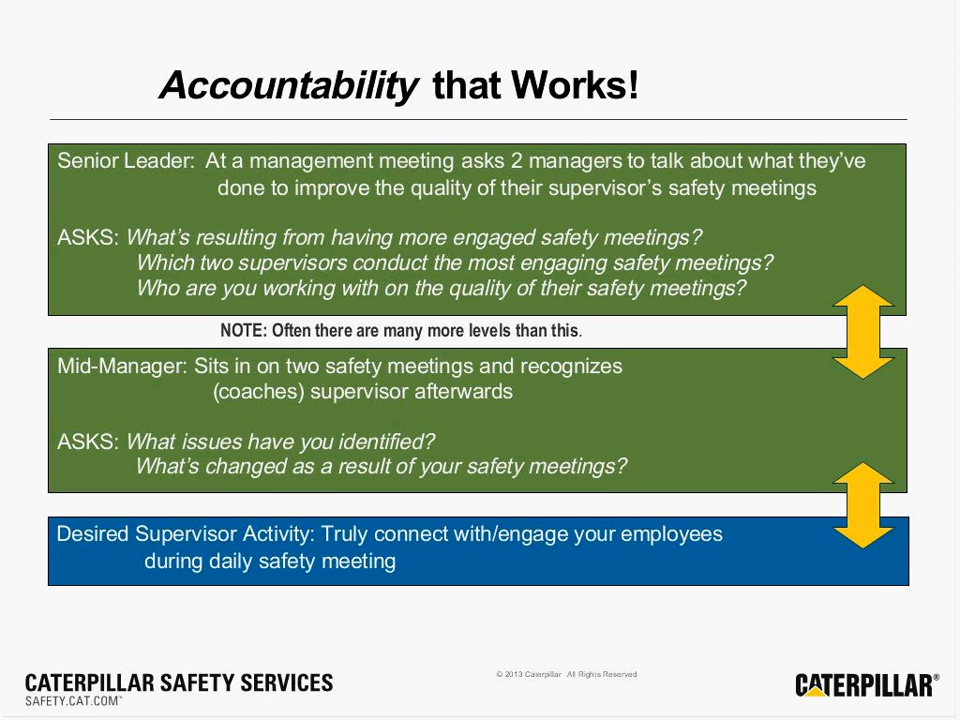 Accountability that Works!
Senior Leader: At a management meeting asks 2 managers to talk about what they've
done to improve the quality of their supervisor's safety meetings
ASKS: What's resulting from having more engaged safety meetings?
Which two supervisors conduct the most engaging safety meetings?
Who are you working with on the quality of their safety meetings?
NOTE: Often there are many more levels than this.
Mid-Manager: Sits in on two safety meetings and recognizes
(coaches) supervisor afterwards
ASKS: What issues have you identified?
What's changed as a result of your safety meetings?
Desired Supervisor Activity: Truly connect with/engage your employees
during daily safety meeting
CATERPILLAR SAFETY SERVICES
SAFETY.CAT.COM™
© 2013 Caterpillar All Rights Reserved
CATERPILLAR®